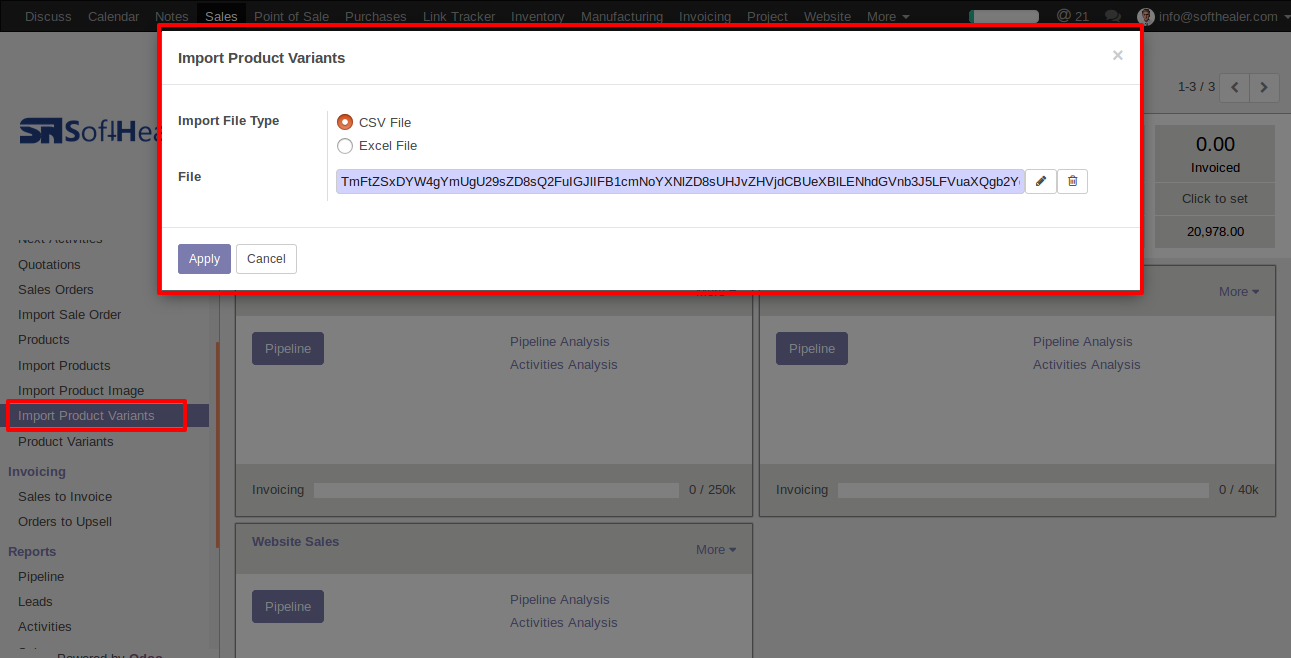 Discuss Calendar Notes Sales Point of Sale Purchases Link Tracker Inventory Manufacturing Invoicing Project Website More @ 21 info@softhealer.com
Import Product Variants ×
Import File Type CSV File
Excel File
File
1-3 / 3
SoftHea
0.00
Invoiced
Click to set
20,978.00
Apply Cancel
Next Activities
Quotations
Sales Orders
Import Sale Order
Products
Import Products
Import Product Image
Import Product Variants
Product Variants
Invoicing
Sales to Invoice
Orders to Upsell
Reports
Pipeline
Leads
Activities
Powered by Odoo
More
Pipeline Pipeline Analysis
Activities Analysis
Invoicing 0 / 250k
More
Pipeline Pipeline Analysis
Activities Analysis
Invoicing 0 / 40k
Website Sales
More
Pipeline Pipeline Analysis
Activities Analysis